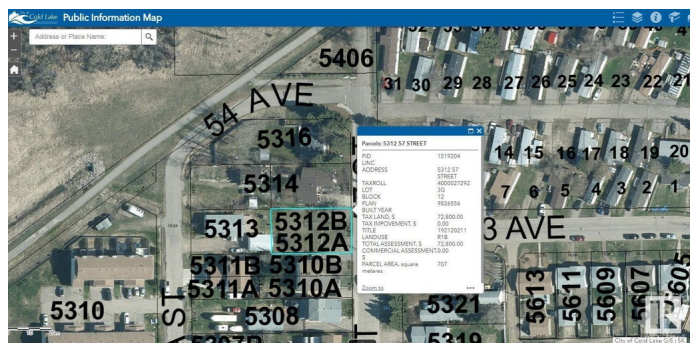 Cold Lake Public Information Map
Address or Place Name:
5406
31 30 29 28 27 26 25 24 23 22 21
54 AVE
5316
5314
5313
5312B
5312A
5311B 5310B
5311A 5310A
5310
5308
14 15 16 17 18 19 20
7 6 5 4 3 2 1
3 AVE
5321
5319
5613
5611
5609
5607
5605
Parcels: 5312 57 STREET
PID 1519204
LINC
ADDRESS 5312 57
STREET
TAXROLL 4000027292
LOT 3G
BLOCK 12
PLAN 9826556
BUILT YEAR
TAX LAND, $ 72,800.00
TAX IMPOVEMENT, $ 0.00
TITLE 192120211
LANDUSE R1B
TOTAL ASSESSMENT, $ 72,800.00
COMMERCIAL ASSESSMENT, 0.00
$
PARCEL AREA, square 707
meteres
Zoom to
City of Cold Lake GIS | SK